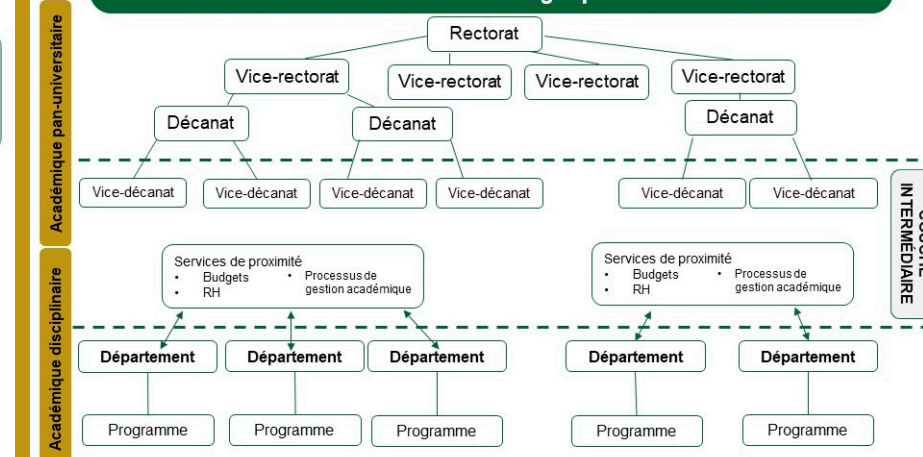 Académique pan-universitaire
Rectorat
Vice-rectorat
Vice-rectorat
Vice-rectorat
Vice-rectorat
Décanat
Décanat
Décanat
Vice-décanat
Vice-décanat
Vice-décanat
Vice-décanat
Vice-décanat
Vice-décanat
INTERMÉDIAIRE
Académique disciplinaire
Services de proximité
• Budgets
• RH
• Processus de
gestion académique
Services de proximité
• Budgets
• RH
• Processus de
gestion académique
Département
Département
Département
Département
Département
Programme
Programme
Programme
Programme
Programme